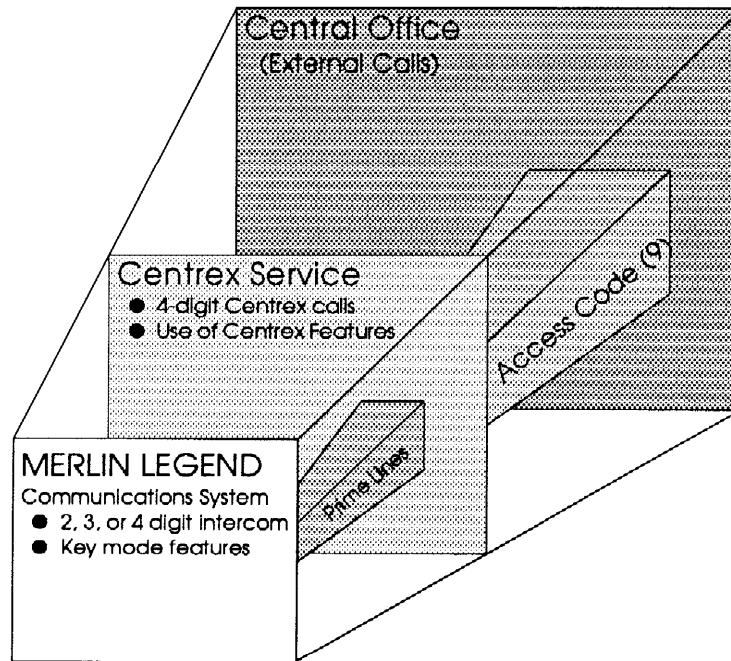 Central Office
(External Calls)
Centrex Service
● 4-digit Centrex calls
● Use of Centrex Features
Access Code (9)
MERLIN LEGEND
Communications System
● 2, 3, or 4 digit intercom
● Key mode features
Prime Lines